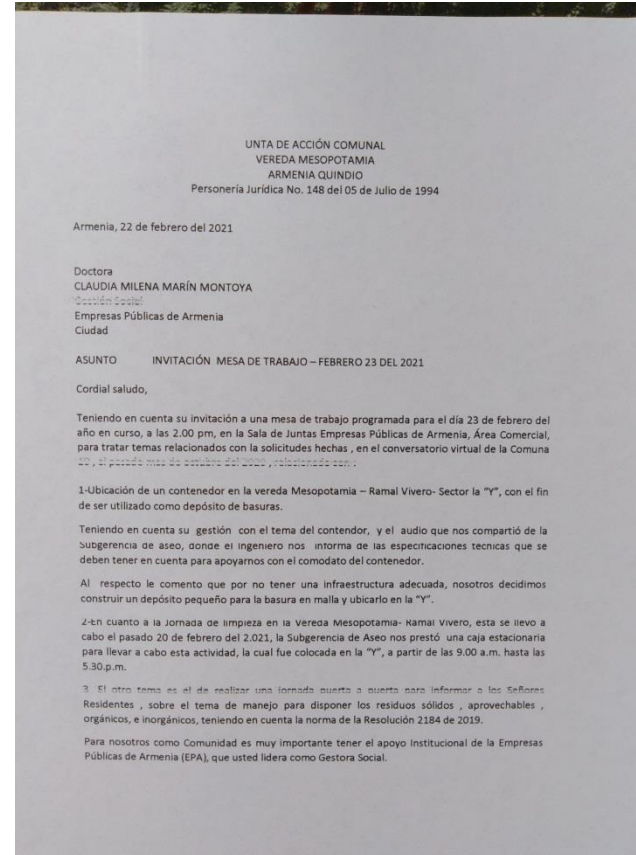 UNTA DE ACCIÓN COMUNAL
VEREDA MESOPOTAMIA
ARMENIA QUINDIO
Personería Jurídica No. 148 del 05 de Julio de 1994
Armenia, 22 de febrero del 2021
Doctora
CLAUDIA MILENA MARÍN MONTOYA
Gestión Social
Empresas Públicas de Armenia
Ciudad
ASUNTO INVITACIÓN MESA DE TRABAJO – FEBRERO 23 DEL 2021
Cordial saludo,
Teniendo en cuenta su invitación a una mesa de trabajo programada para el día 23 de febrero del
año en curso, a las 2.00 pm, en la Sala de Juntas Empresas Públicas de Armenia, Área Comercial,
para tratar temas relacionados con la solicitudes hechas , en el conversatorio virtual de la Comuna
, el pasado mes de octubre del 2020 , relacionado con :
1-Ubicación de un contenedor en la vereda Mesopotamia – Ramal Vivero- Sector la "Y", con el fin
de ser utilizado como depósito de basuras.
Teniendo en cuenta su gestión con el tema del contendor, y el audio que nos compartió de la
Subgerencia de aseo, donde el ingeniero nos informa de las especificaciones técnicas que se
deben tener en cuenta para apoyarnos con el comodato del contenedor.
Al respecto le comento que por no tener una infraestructura adecuada, nosotros decidimos
construir un depósito pequeño para la basura en malla y ubicarlo en la "Y".
2-En cuanto a la Jornada de limpieza en la Vereda Mesopotamia- Ramal Vivero, esta se llevo a
cabo el pasado 20 de febrero del 2.021, la Subgerencia de Aseo nos prestó una caja estacionaria
para llevar a cabo esta actividad, la cual fue colocada en la "Y", a partir de las 9.00 a.m. hasta las
5.30.p.m.
3. El otro tema es el de realizar una jornada puerta a puerta para informar a los Señores
Residentes , sobre el tema de manejo para disponer los residuos sólidos , aprovechables ,
orgánicos, e inorgánicos, teniendo en cuenta la norma de la Resolución 2184 de 2019.
Para nosotros como Comunidad es muy importante tener el apoyo Institucional de la Empresas
Públicas de Armenia (EPA), que usted lidera como Gestora Social.